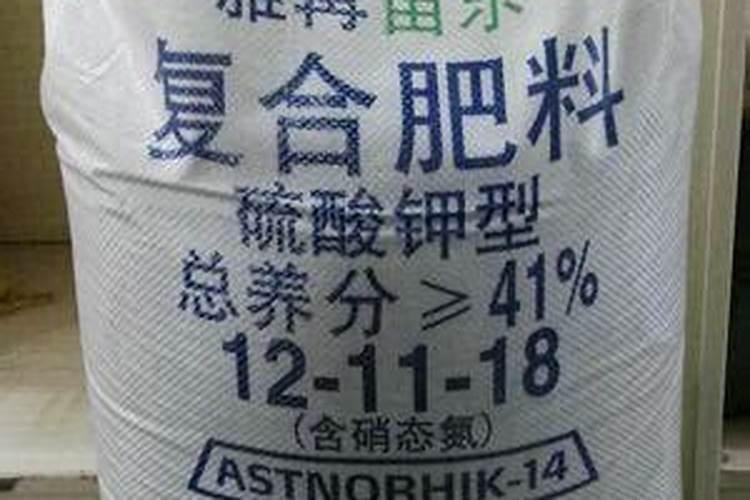 复合肥料
硫酸钾型
总养分≥41%
12-11-18
(含硝态氮)
ASTNORHIK-14